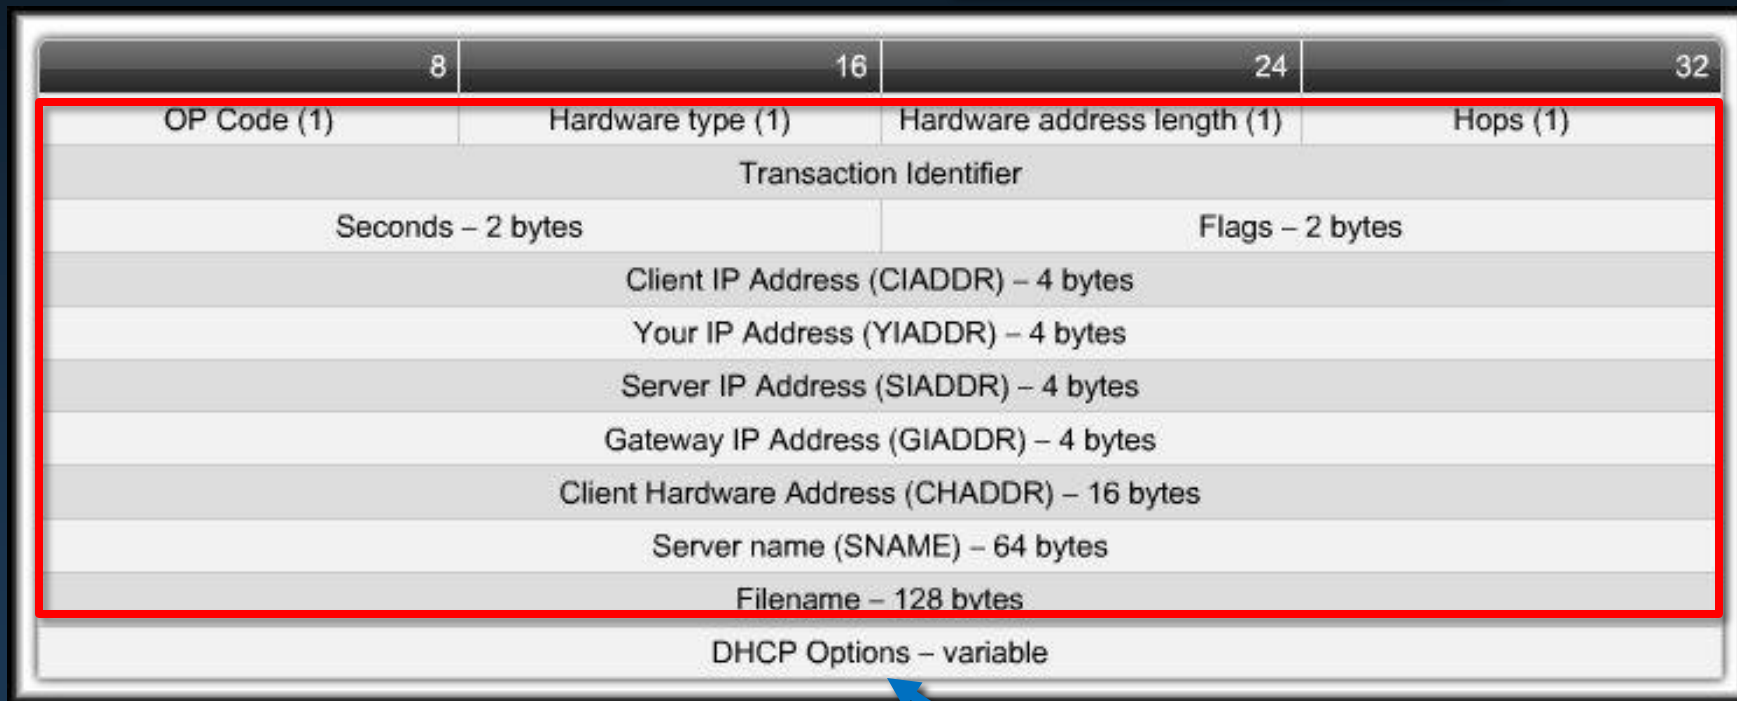 8 16 24 32
OP Code (1) Hardware type (1) Hardware address length (1) Hops (1)
Transaction Identifier
Seconds – 2 bytes Flags – 2 bytes
Client IP Address (CIADDR) – 4 bytes
Your IP Address (YIADDR) – 4 bytes
Server IP Address (SIADDR) – 4 bytes
Gateway IP Address (GIADDR) – 4 bytes
Client Hardware Address (CHADDR) – 16 bytes
Server name (SNAME) – 64 bytes
Filename – 128 bytes
DHCP Options – variable